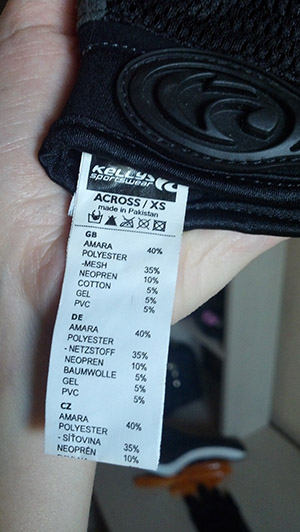 KELLYS
sportswear
ACROSS / XS
made in Pakistan
GB
AMARA 40%
POLYESTER
-MESH 35%
NEOPREN 10%
COTTON 5%
GEL 5%
PVC 5%
DE
AMARA 40%
POLYESTER
- NETZSTOFF 35%
NEOPREN 10%
BAUMWOLLE 5%
GEL 5%
PVC 5%
CZ
AMARA 40%
POLYESTER
- SÍŤOVINA 35%
NEOPRÉN 10%